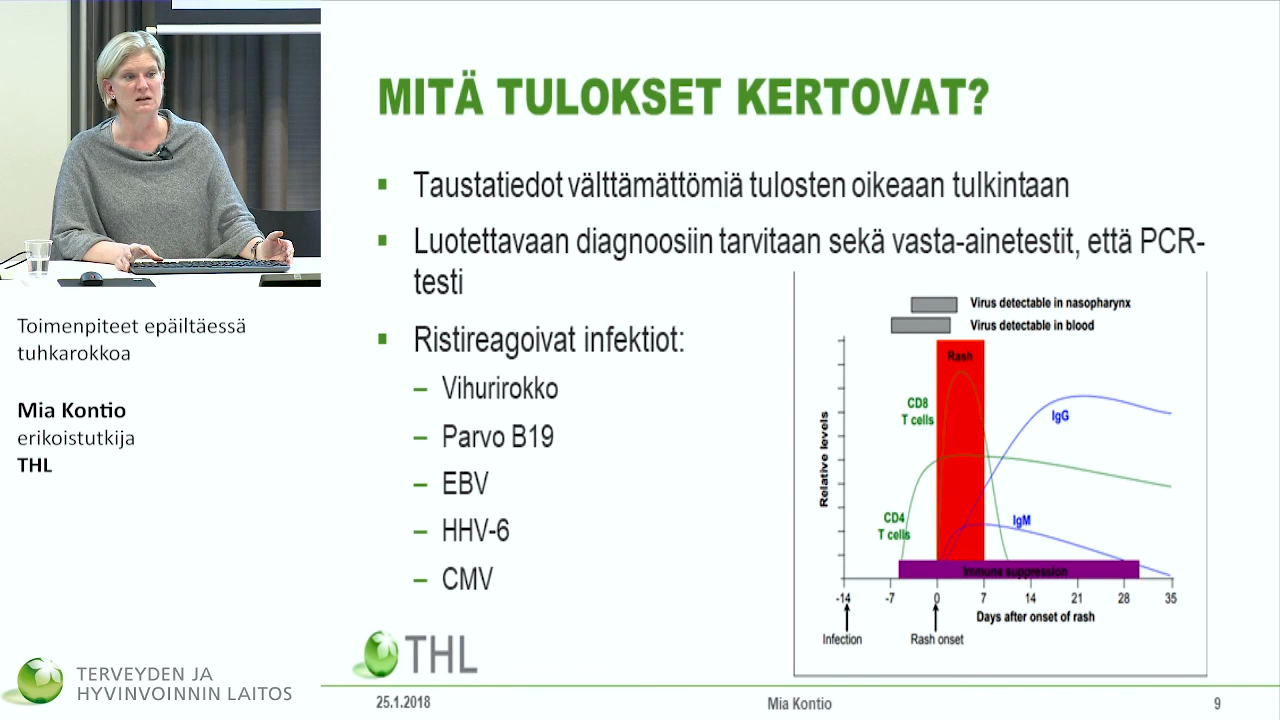 MITÄ TULOKSET KERTOVAT?
Taustatiedot välttämättömiä tulosten oikeaan tulkintaan
Luotettavaan diagnoosiin tarvitaan sekä vasta-ainetestit, että PCR-
testi
Ristireagoivat infektiot:
– Vihurirokko
– Parvo B19
– EBV
– HHV-6
– CMV
Virus detectable in nasopharynx
Virus detectable in blood
Rash
CD8
T cells
IgG
Relative levels
CD4
T cells
IgM
Immune suppression
-14 -7 0 7 14 21 28 35
Days after onset of rash
Infection
Rash onset
THL
25.1.2018
Mia Kontio
9
Toimenpiteet epäiltäessä
tuhkarokkoa
Mia Kontio
erikoistutkija
THL
TERVEYDEN JA
HYVINVOINNIN LAITOS